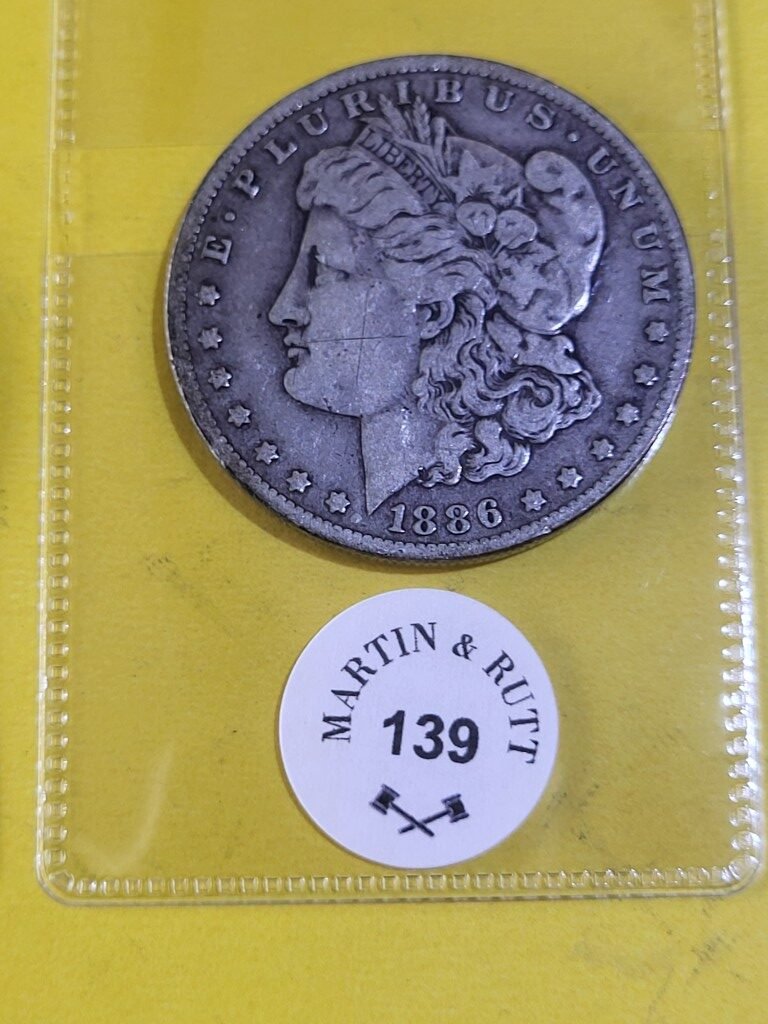 E·PLURIBUS·UNUM
LIBERTY
1886
MARTIN & RUTT
139